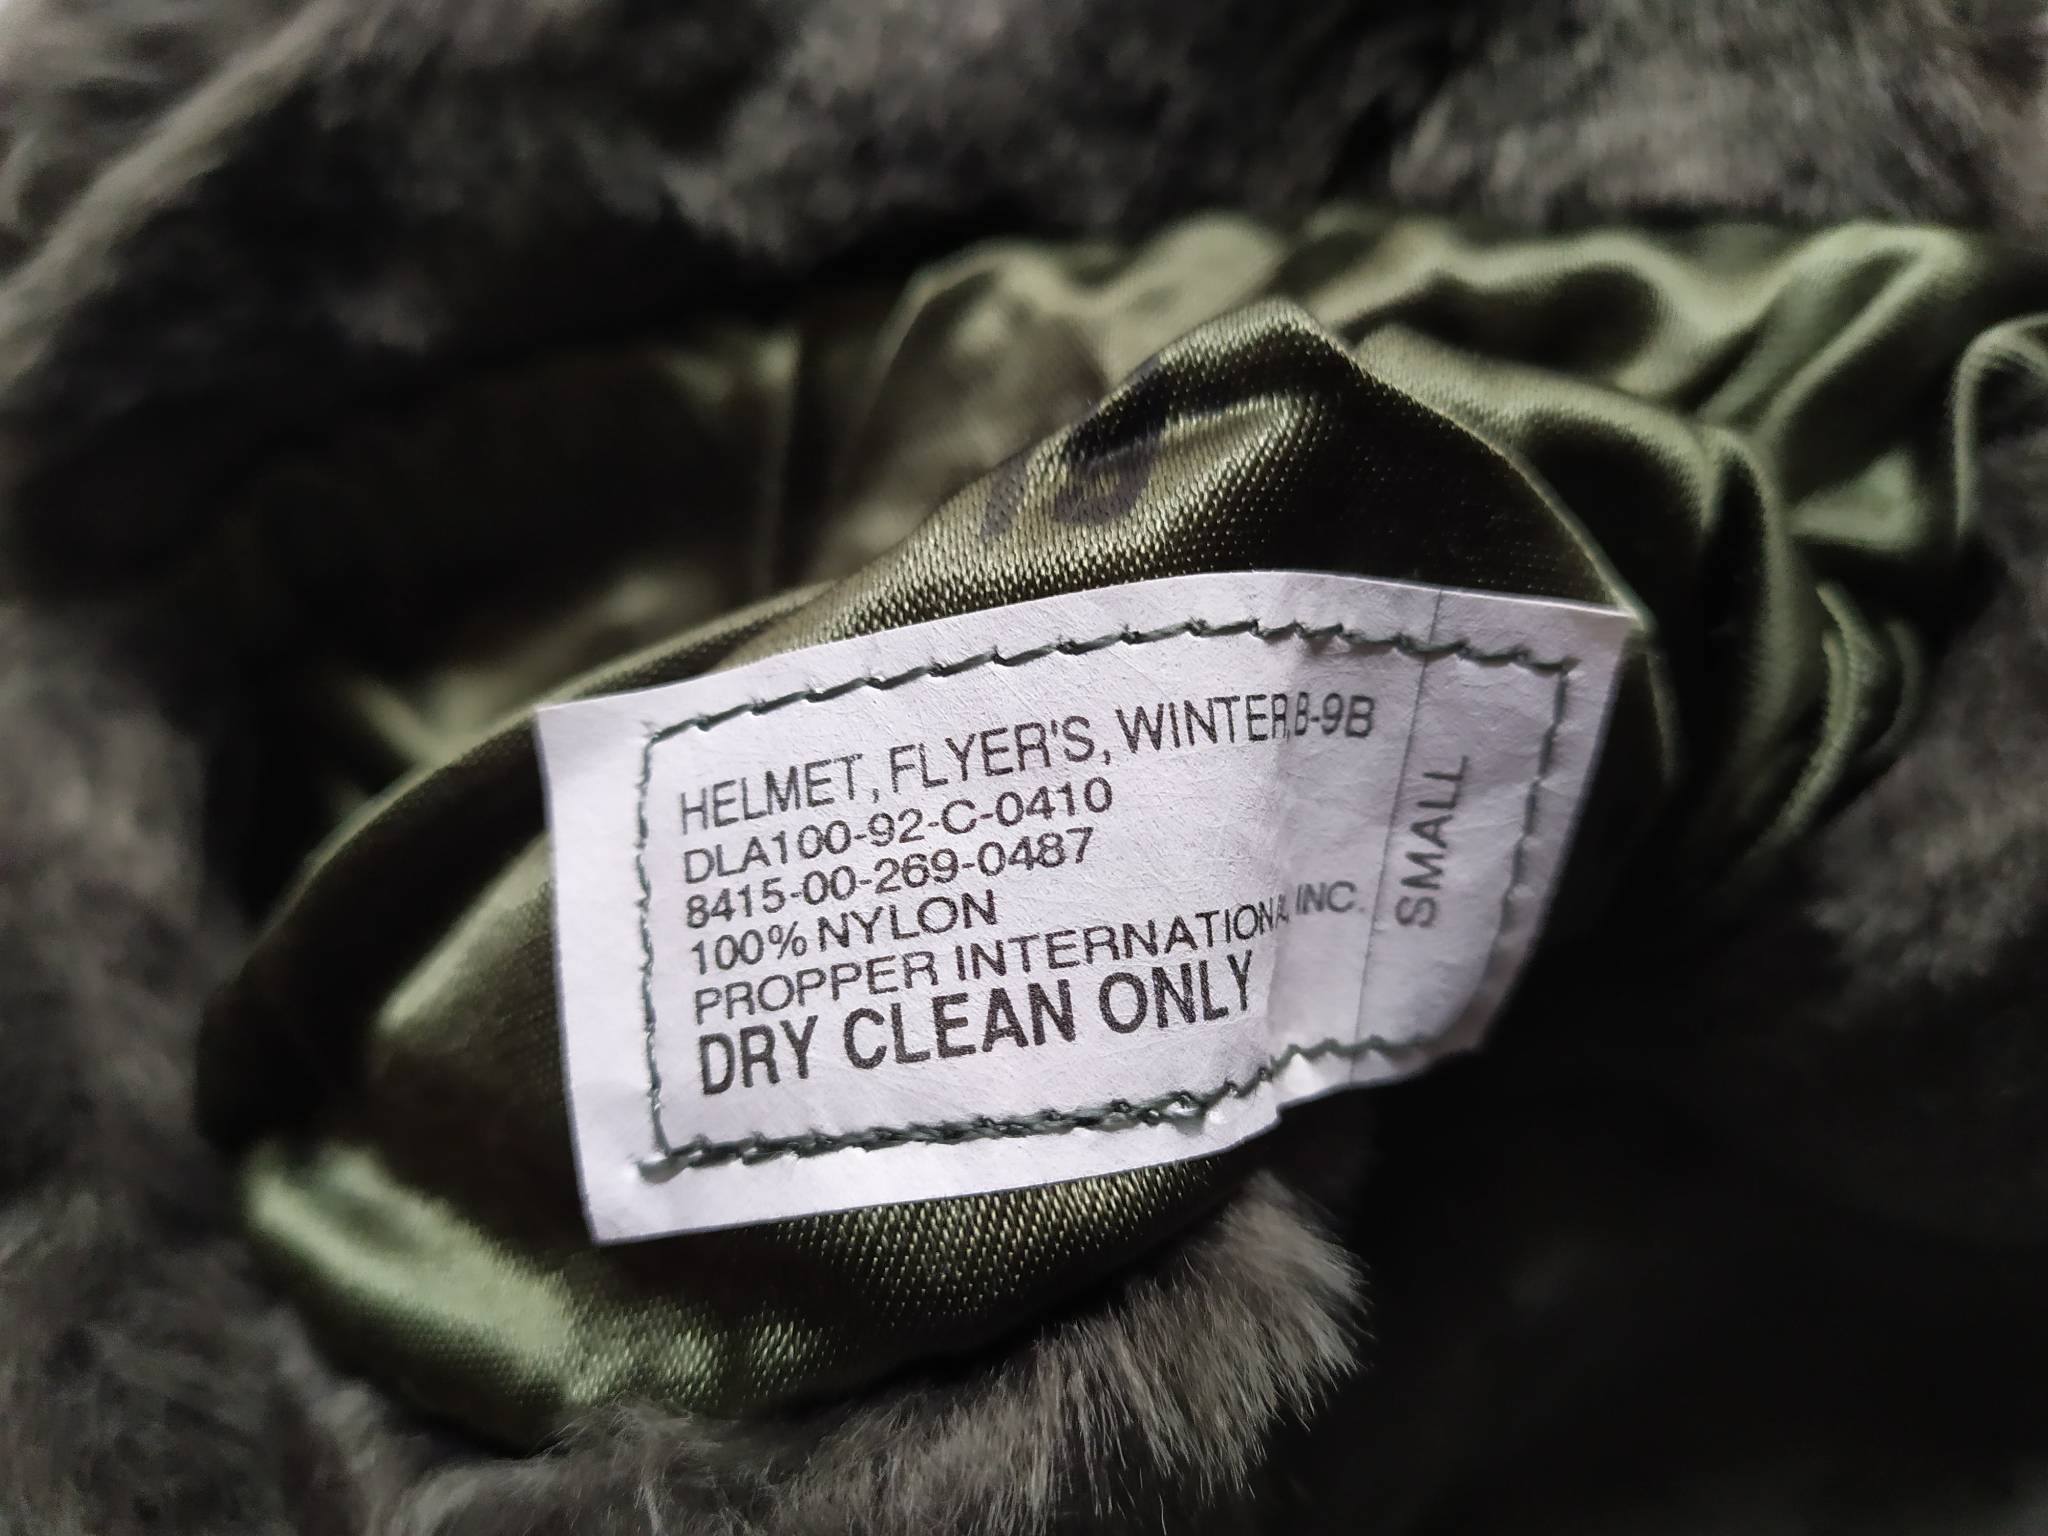 HELMET, FLYER'S, WINTER, B-9B
DLA100-92-C-0410
8415-00-269-0487
100% NYLON
PROPPER INTERNATIONAL, INC.
DRY CLEAN ONLY
SMALL